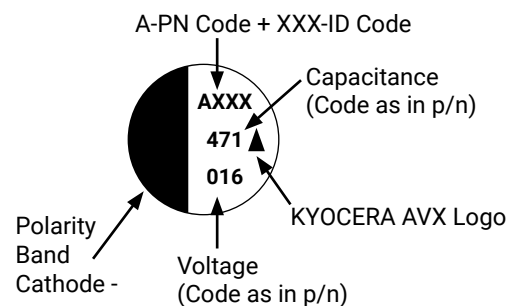 A-PN Code + XXX-ID Code
Capacitance
(Code as in p/n)
AXXX
471
016
KYOCERA AVX Logo
Polarity
Band
Cathode -
Voltage
(Code as in p/n)